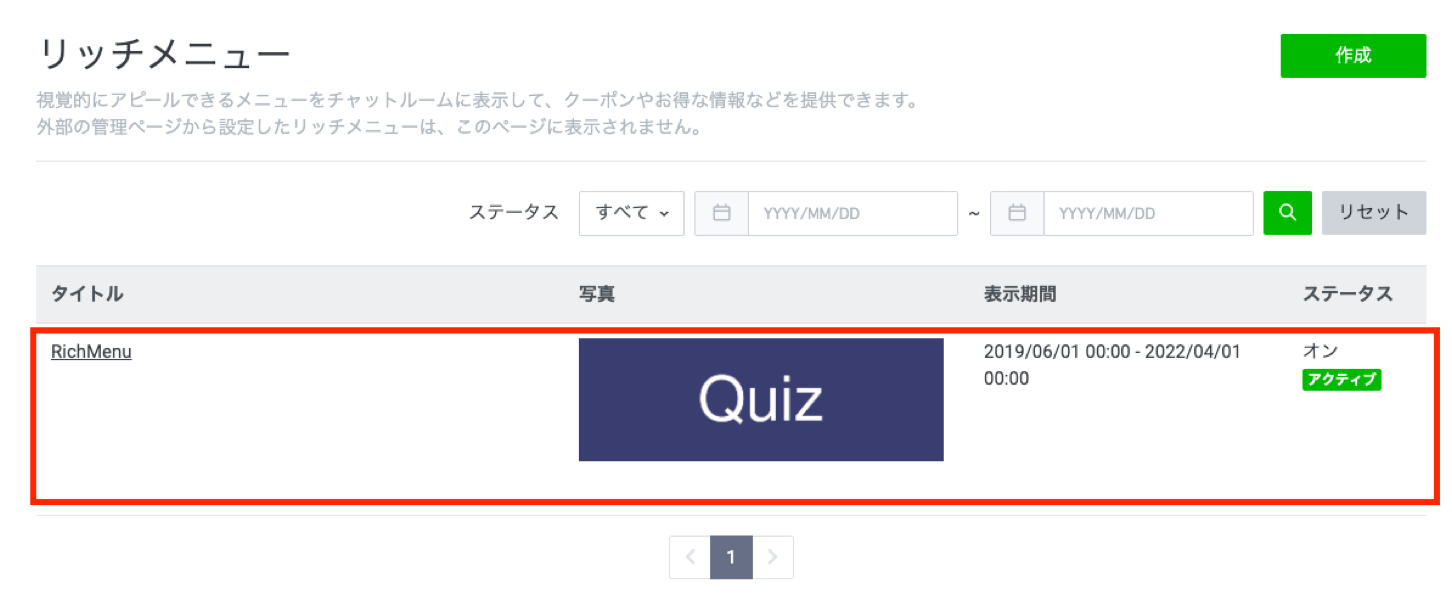 リッチメニュー
作成
視覚的にアピールできるメニューをチャットルームに表示して、クーポンやお得な情報などを提供できます。
外部の管理ページから設定したリッチメニューは、このページに表示されません。
ステータス すべて YYYY/MM/DD ~ YYYY/MM/DD リセット
タイトル 写真 表示期間 ステータス
RichMenu Quiz 2019/06/01 00:00 - 2022/04/01 オン
00:00 アクティブ
1